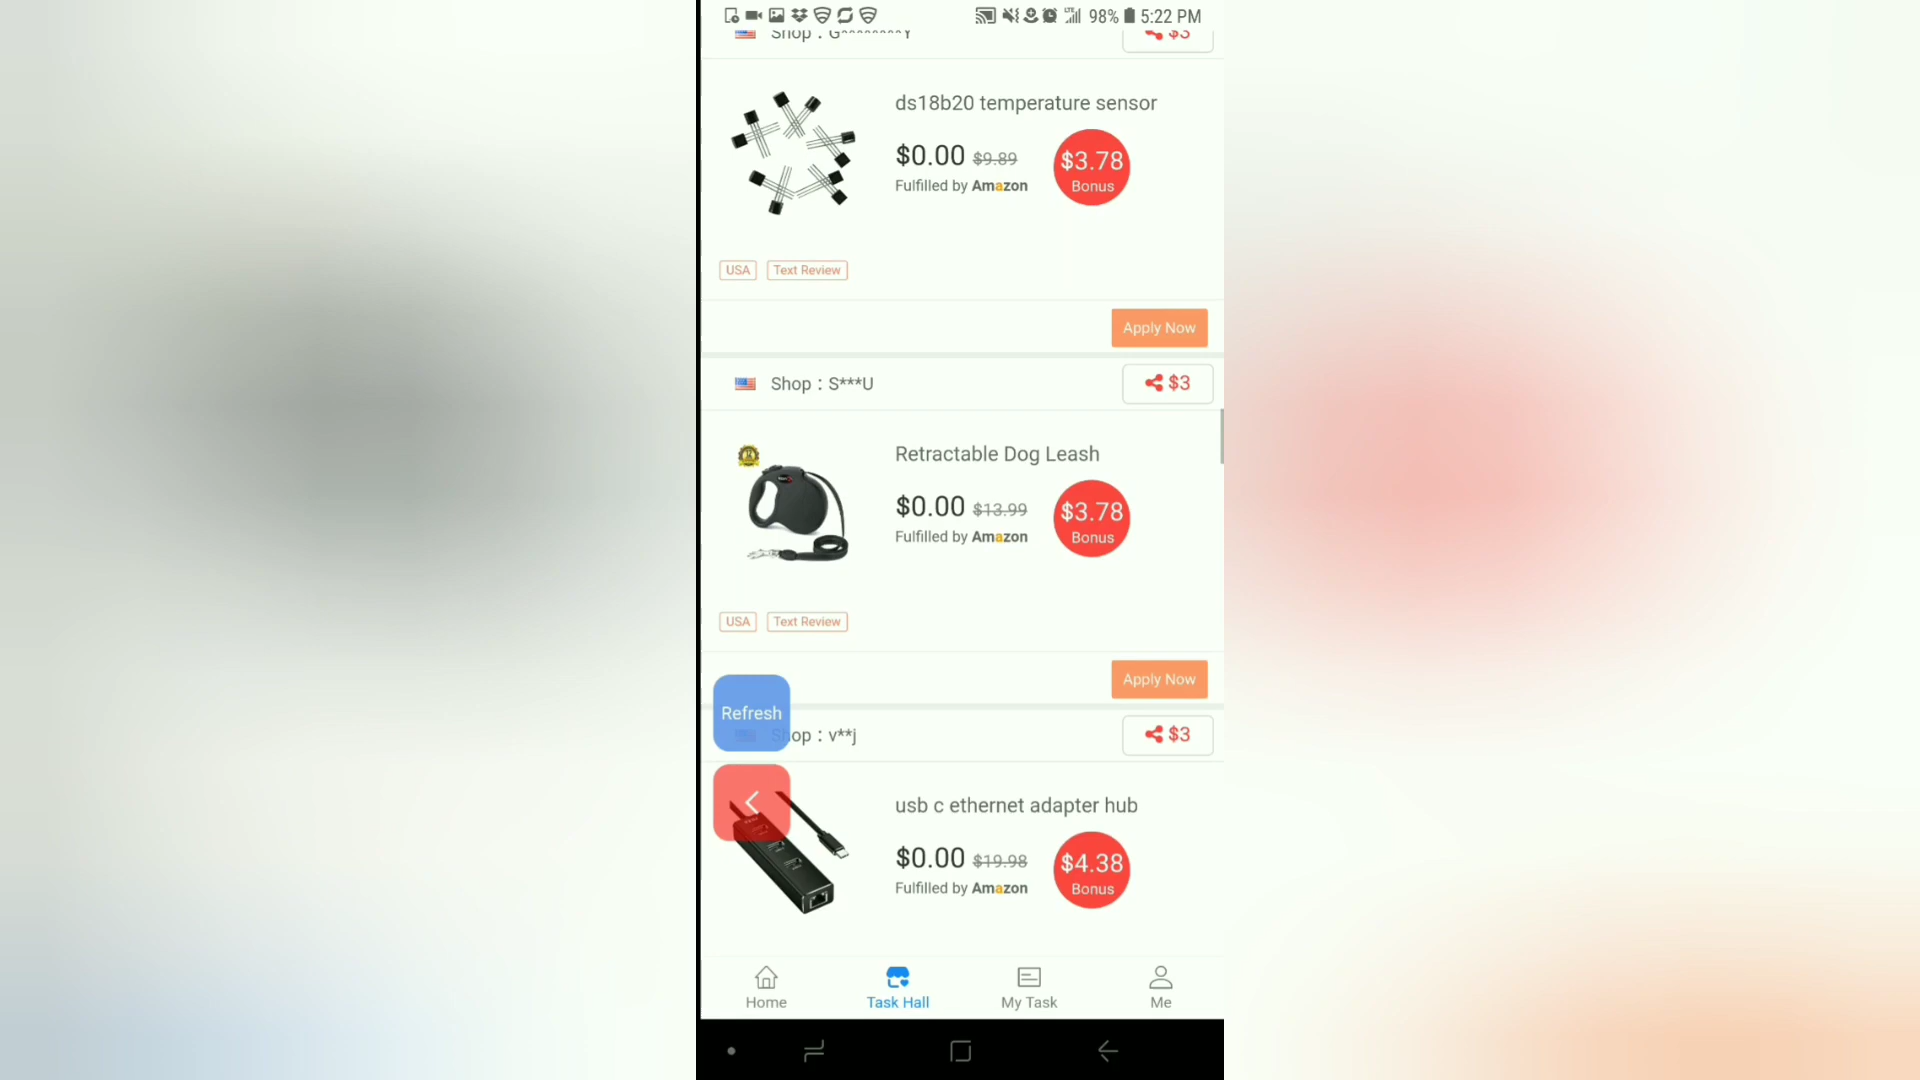 98% 5:22 PM
Shop : G********Y
$3
ds18b20 temperature sensor
$0.00 $9.89
$3.78
Bonus
Fulfilled by Amazon
USA Text Review
Apply Now
Shop : S***U
$3
Retractable Dog Leash
$0.00 $13.99
$3.78
Bonus
Fulfilled by Amazon
USA Text Review
Apply Now
Refresh
Shop : v**j
$3
usb c ethernet adapter hub
$0.00 $19.98
$4.38
Bonus
Fulfilled by Amazon
Home Task Hall My Task Me